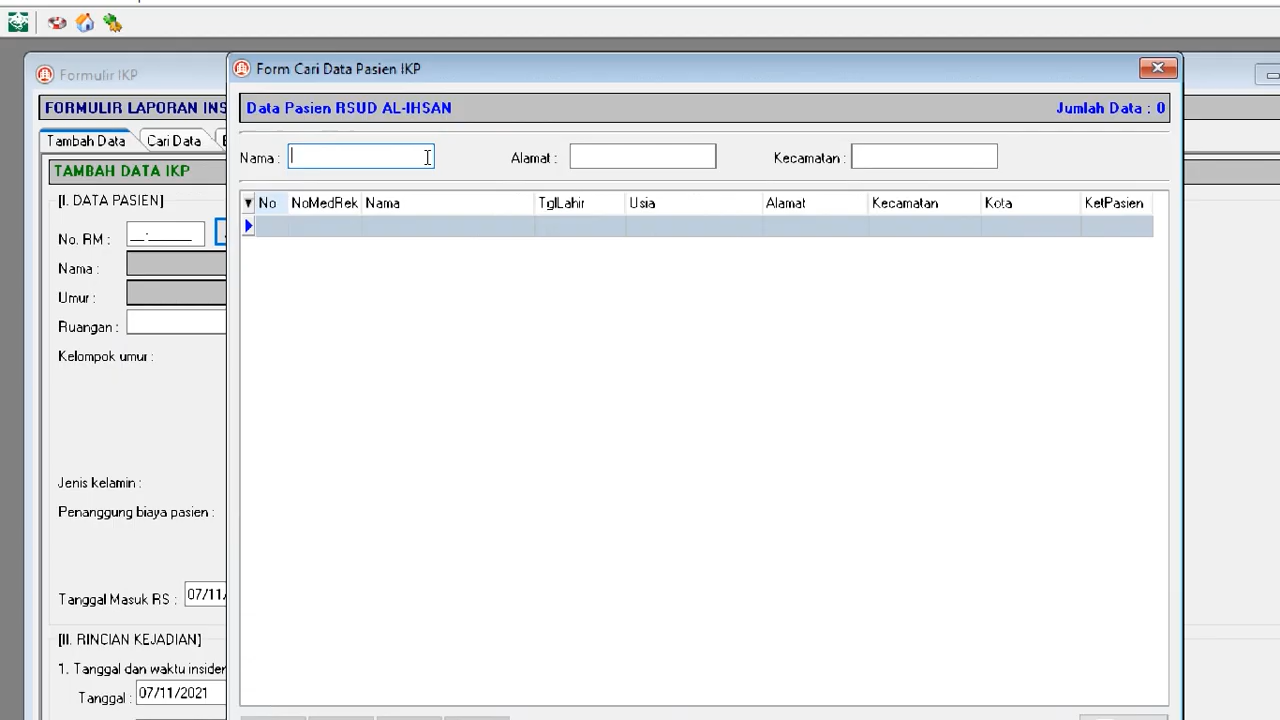 Formulir IKP
FORMULIR LAPORAN INS
Tambah Data
Cari Data
TAMBAH DATA IKP
[I. DATA PASIEN]
No. RM :
Nama :
Umur :
Ruangan :
Kelompok umur :
Jenis kelamin :
Penanggung biaya pasien :
Tanggal Masuk RS : 07/11/
[II. RINCIAN KEJADIAN]
1. Tanggal dan waktu insiden
Tanggal : 07/11/2021
Form Cari Data Pasien IKP
Data Pasien RSUD AL-IHSAN
Jumlah Data : 0
Nama :
Alamat :
Kecamatan :
No NoMedRek Nama TglLahir Usia Alamat Kecamatan Kota KetPasien